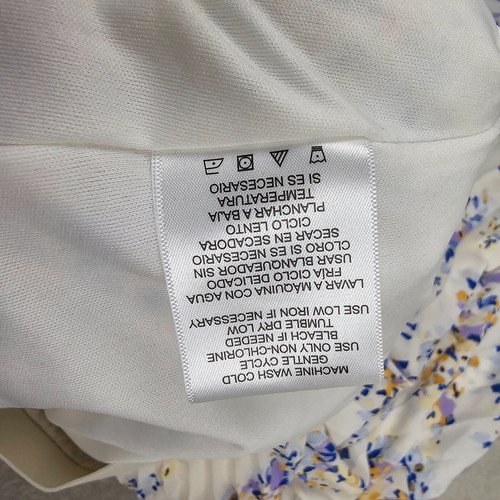 MACHINE WASH COLD
GENTLE CYCLE
USE ONLY NON-CHLORINE
BLEACH IF NEEDED
TUMBLE DRY LOW
USE LOW IRON IF NECESSARY
LAVAR A MÁQUINA CON AGUA
FRÍA CICLO DELICADO
USAR BLANQUEADOR SIN
CLORO SI ES NECESARIO
SECAR EN SECADORA
CICLO LENTO
PLANCHAR A BAJA
TEMPERATURA
SI ES NECESARIO